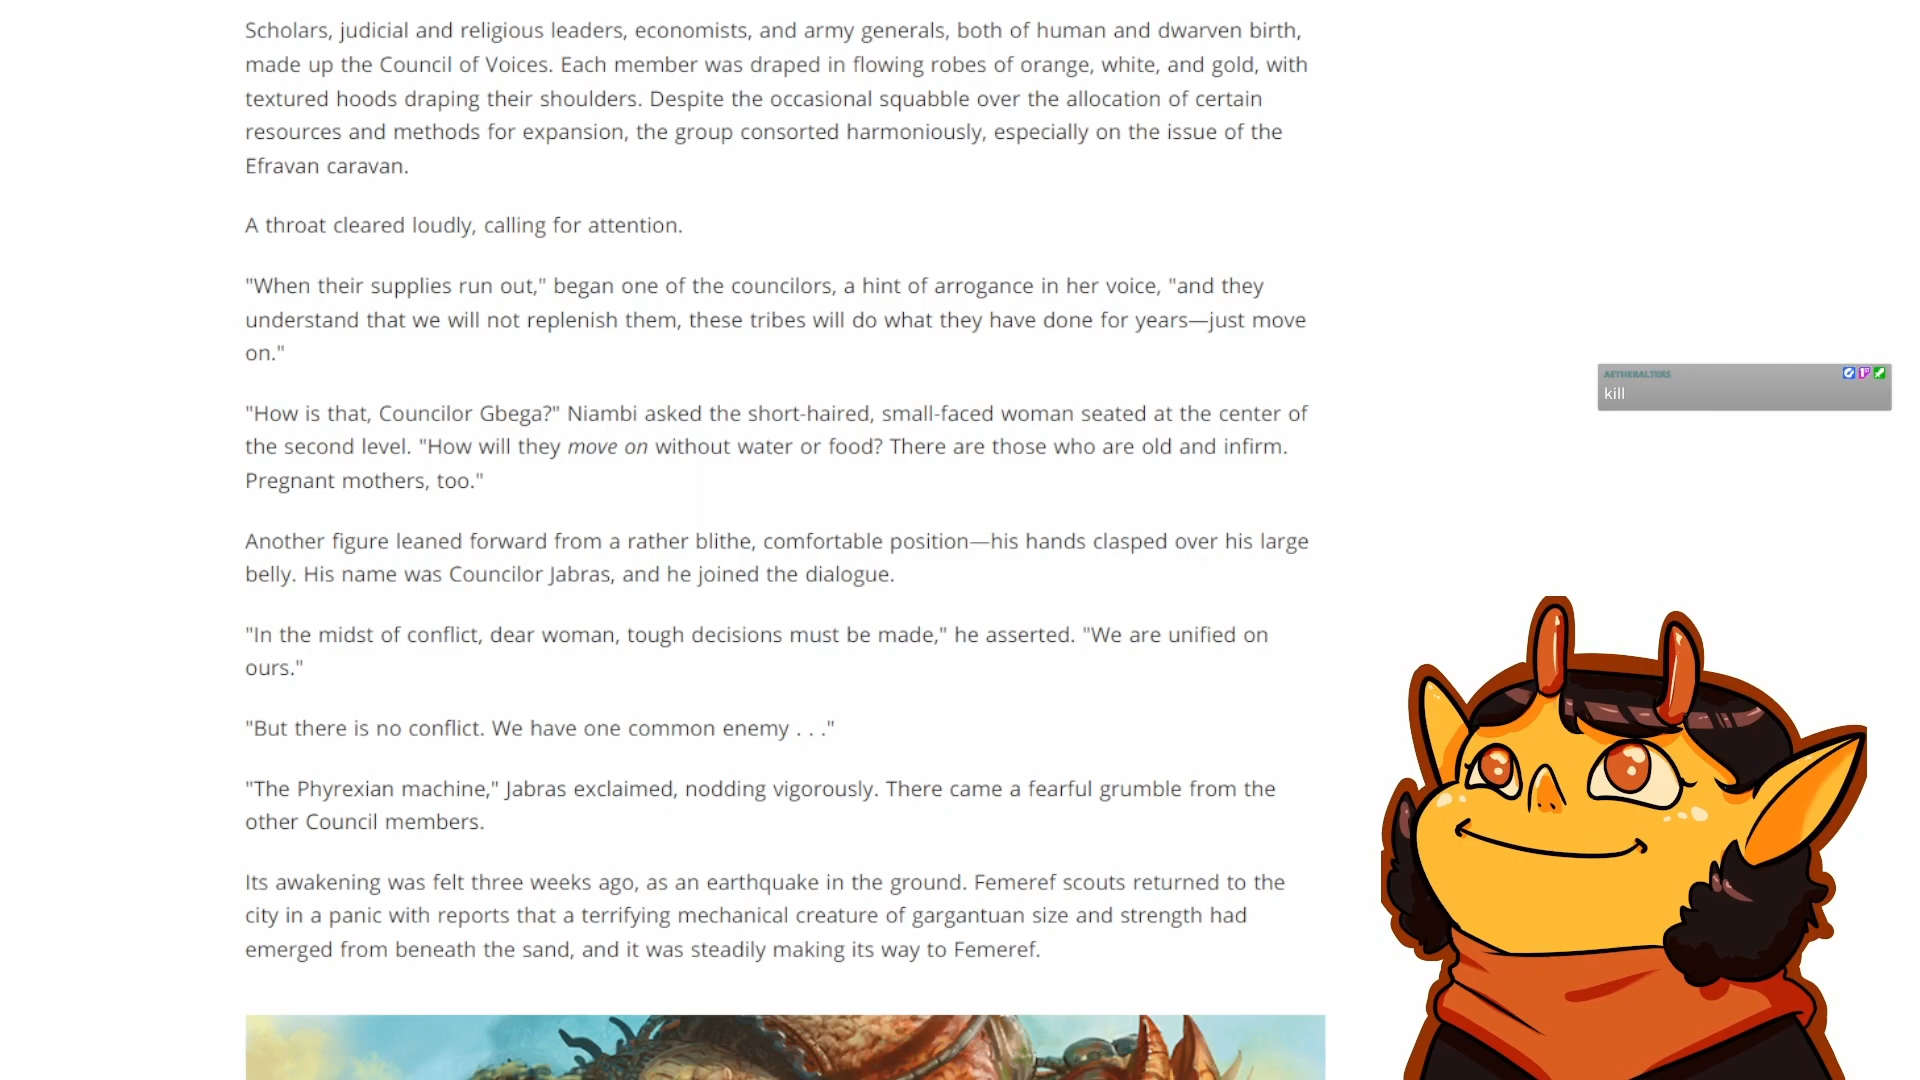 Scholars, judicial and religious leaders, economists, and army generals, both of human and dwarven birth,
made up the Council of Voices. Each member was draped in flowing robes of orange, white, and gold, with
textured hoods draping their shoulders. Despite the occasional squabble over the allocation of certain
resources and methods for expansion, the group consorted harmoniously, especially on the issue of the
Efravan caravan.
A throat cleared loudly, calling for attention.
"When their supplies run out," began one of the councilors, a hint of arrogance in her voice, "and they
understand that we will not replenish them, these tribes will do what they have done for years—just move
on."
"How is that, Councilor Gbega?" Niambi asked the short-haired, small-faced woman seated at the center of
the second level. "How will they move on without water or food? There are those who are old and infirm.
Pregnant mothers, too."
Another figure leaned forward from a rather blithe, comfortable position—his hands clasped over his large
belly. His name was Councilor Jabras, and he joined the dialogue.
"In the midst of conflict, dear woman, tough decisions must be made," he asserted. "We are unified on
ours."
"But there is no conflict. We have one common enemy . . ."
"The Phyrexian machine," Jabras exclaimed, nodding vigorously. There came a fearful grumble from the
other Council members.
Its awakening was felt three weeks ago, as an earthquake in the ground. Femeref scouts returned to the
city in a panic with reports that a terrifying mechanical creature of gargantuan size and strength had
emerged from beneath the sand, and it was steadily making its way to Femeref.
AETHERALTERS
kill